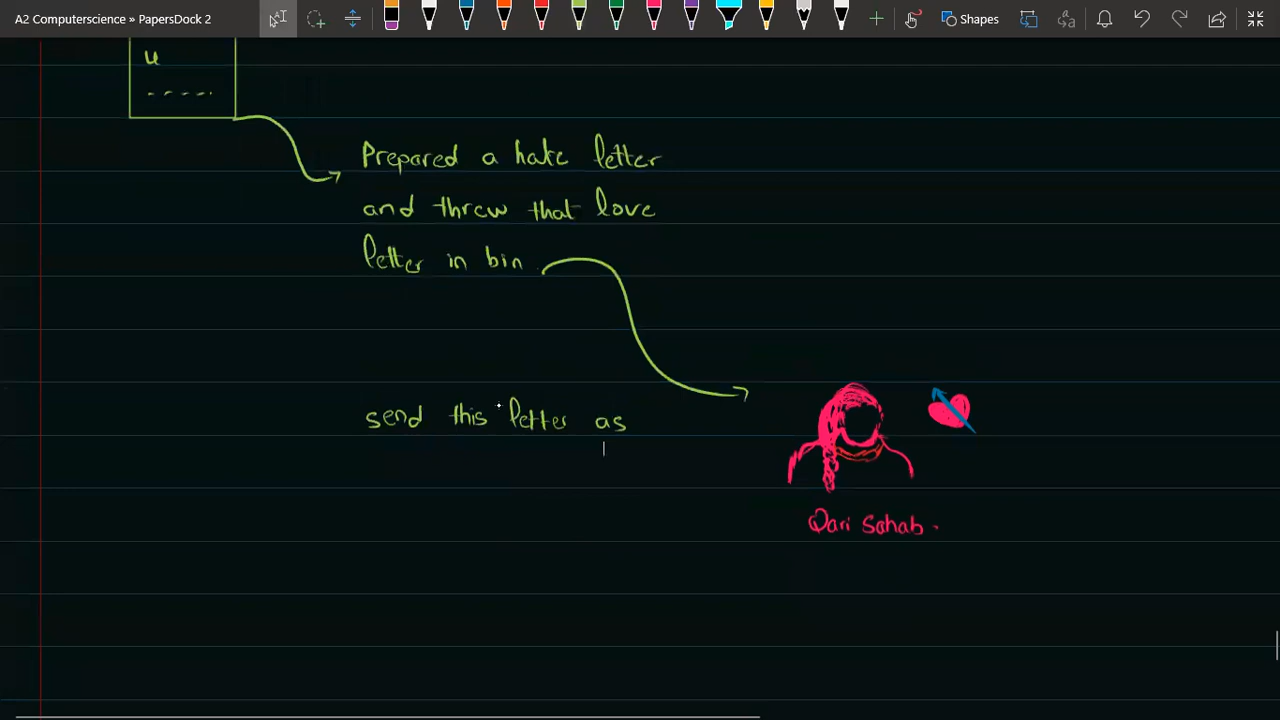 A2 Computerscience » PapersDock 2
Shapes
u
Prepared a hate letter
and threw that love
letter in bin
send this letter as
Qari Sahab.